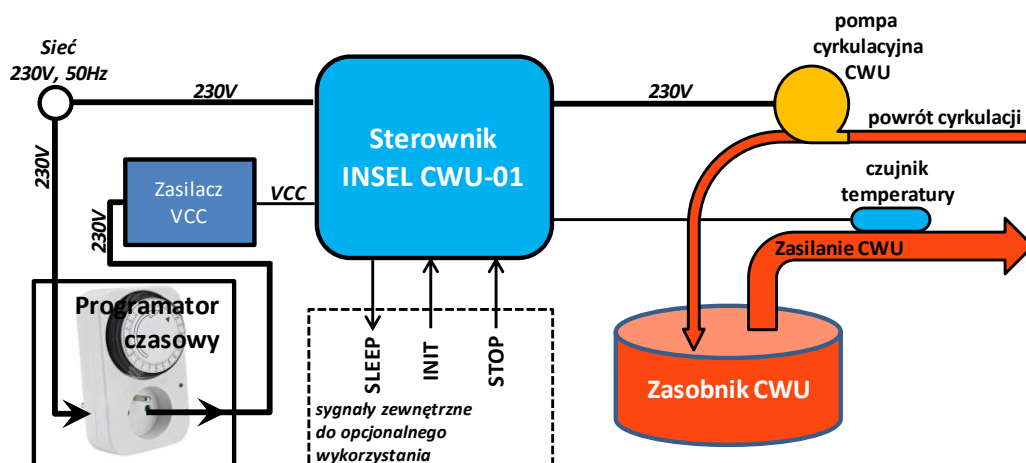 Sieć
230V, 50Hz
230V
230V
Zasilacz
VCC
VCC
230V
Programator
czasowy
Sterownik
INSEL CWU-01
230V
pompa
cyrkulacyjna
CWU
powrót cyrkulacji
czujnik
temperatury
Zasilanie CWU
Zasobnik CWU
SLEEP
INIT
STOP
sygnały zewnętrzne
do opcjonalnego
wykorzystania